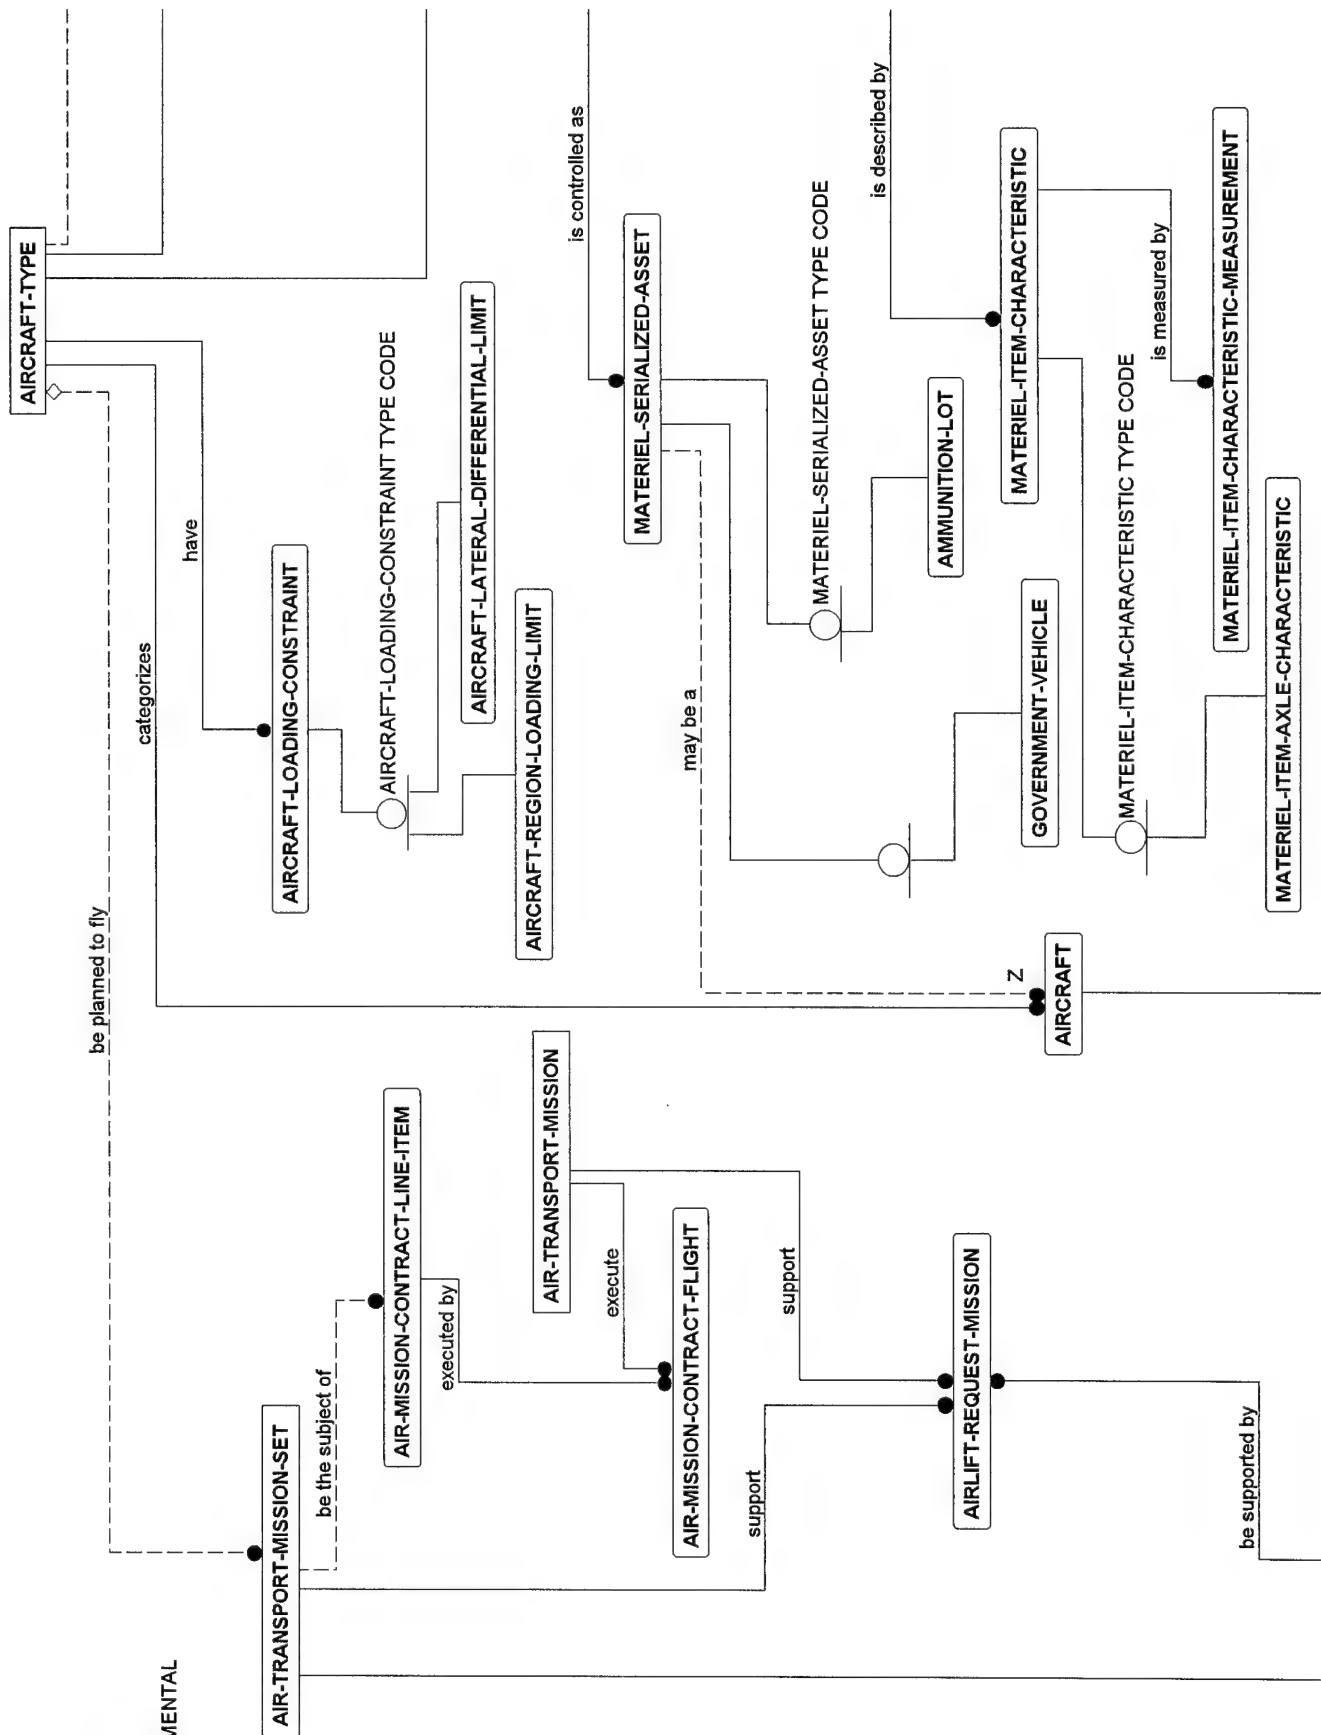 MENTAL
AIR-TRANSPORT-MISSION-SET
be planned to fly
AIRCRAFT-TYPE
categorizes
have
be the subject of
AIR-MISSION-CONTRACT-LINE-ITEM
executed by
AIRCRAFT-LOADING-CONSTRAINT
AIRCRAFT-LOADING-CONSTRAINT TYPE CODE
AIRCRAFT-LATERAL-DIFFERENTIAL-LIMIT
AIRCRAFT-REGION-LOADING-LIMIT
AIR-TRANSPORT-MISSION
execute
AIR-MISSION-CONTRACT-FLIGHT
support
support
AIRLIFT-REQUEST-MISSION
be supported by
is controlled as
MATERIEL-SERIALIZED-ASSET
may be a
MATERIEL-SERIALIZED-ASSET TYPE CODE
AMMUNITION-LOT
GOVERNMENT-VEHICLE
Z
AIRCRAFT
is described by
MATERIEL-ITEM-CHARACTERISTIC
is measured by
MATERIEL-ITEM-CHARACTERISTIC TYPE CODE
MATERIEL-ITEM-CHARACTERISTIC-MEASUREMENT
MATERIEL-ITEM-AXLE-CHARACTERISTIC